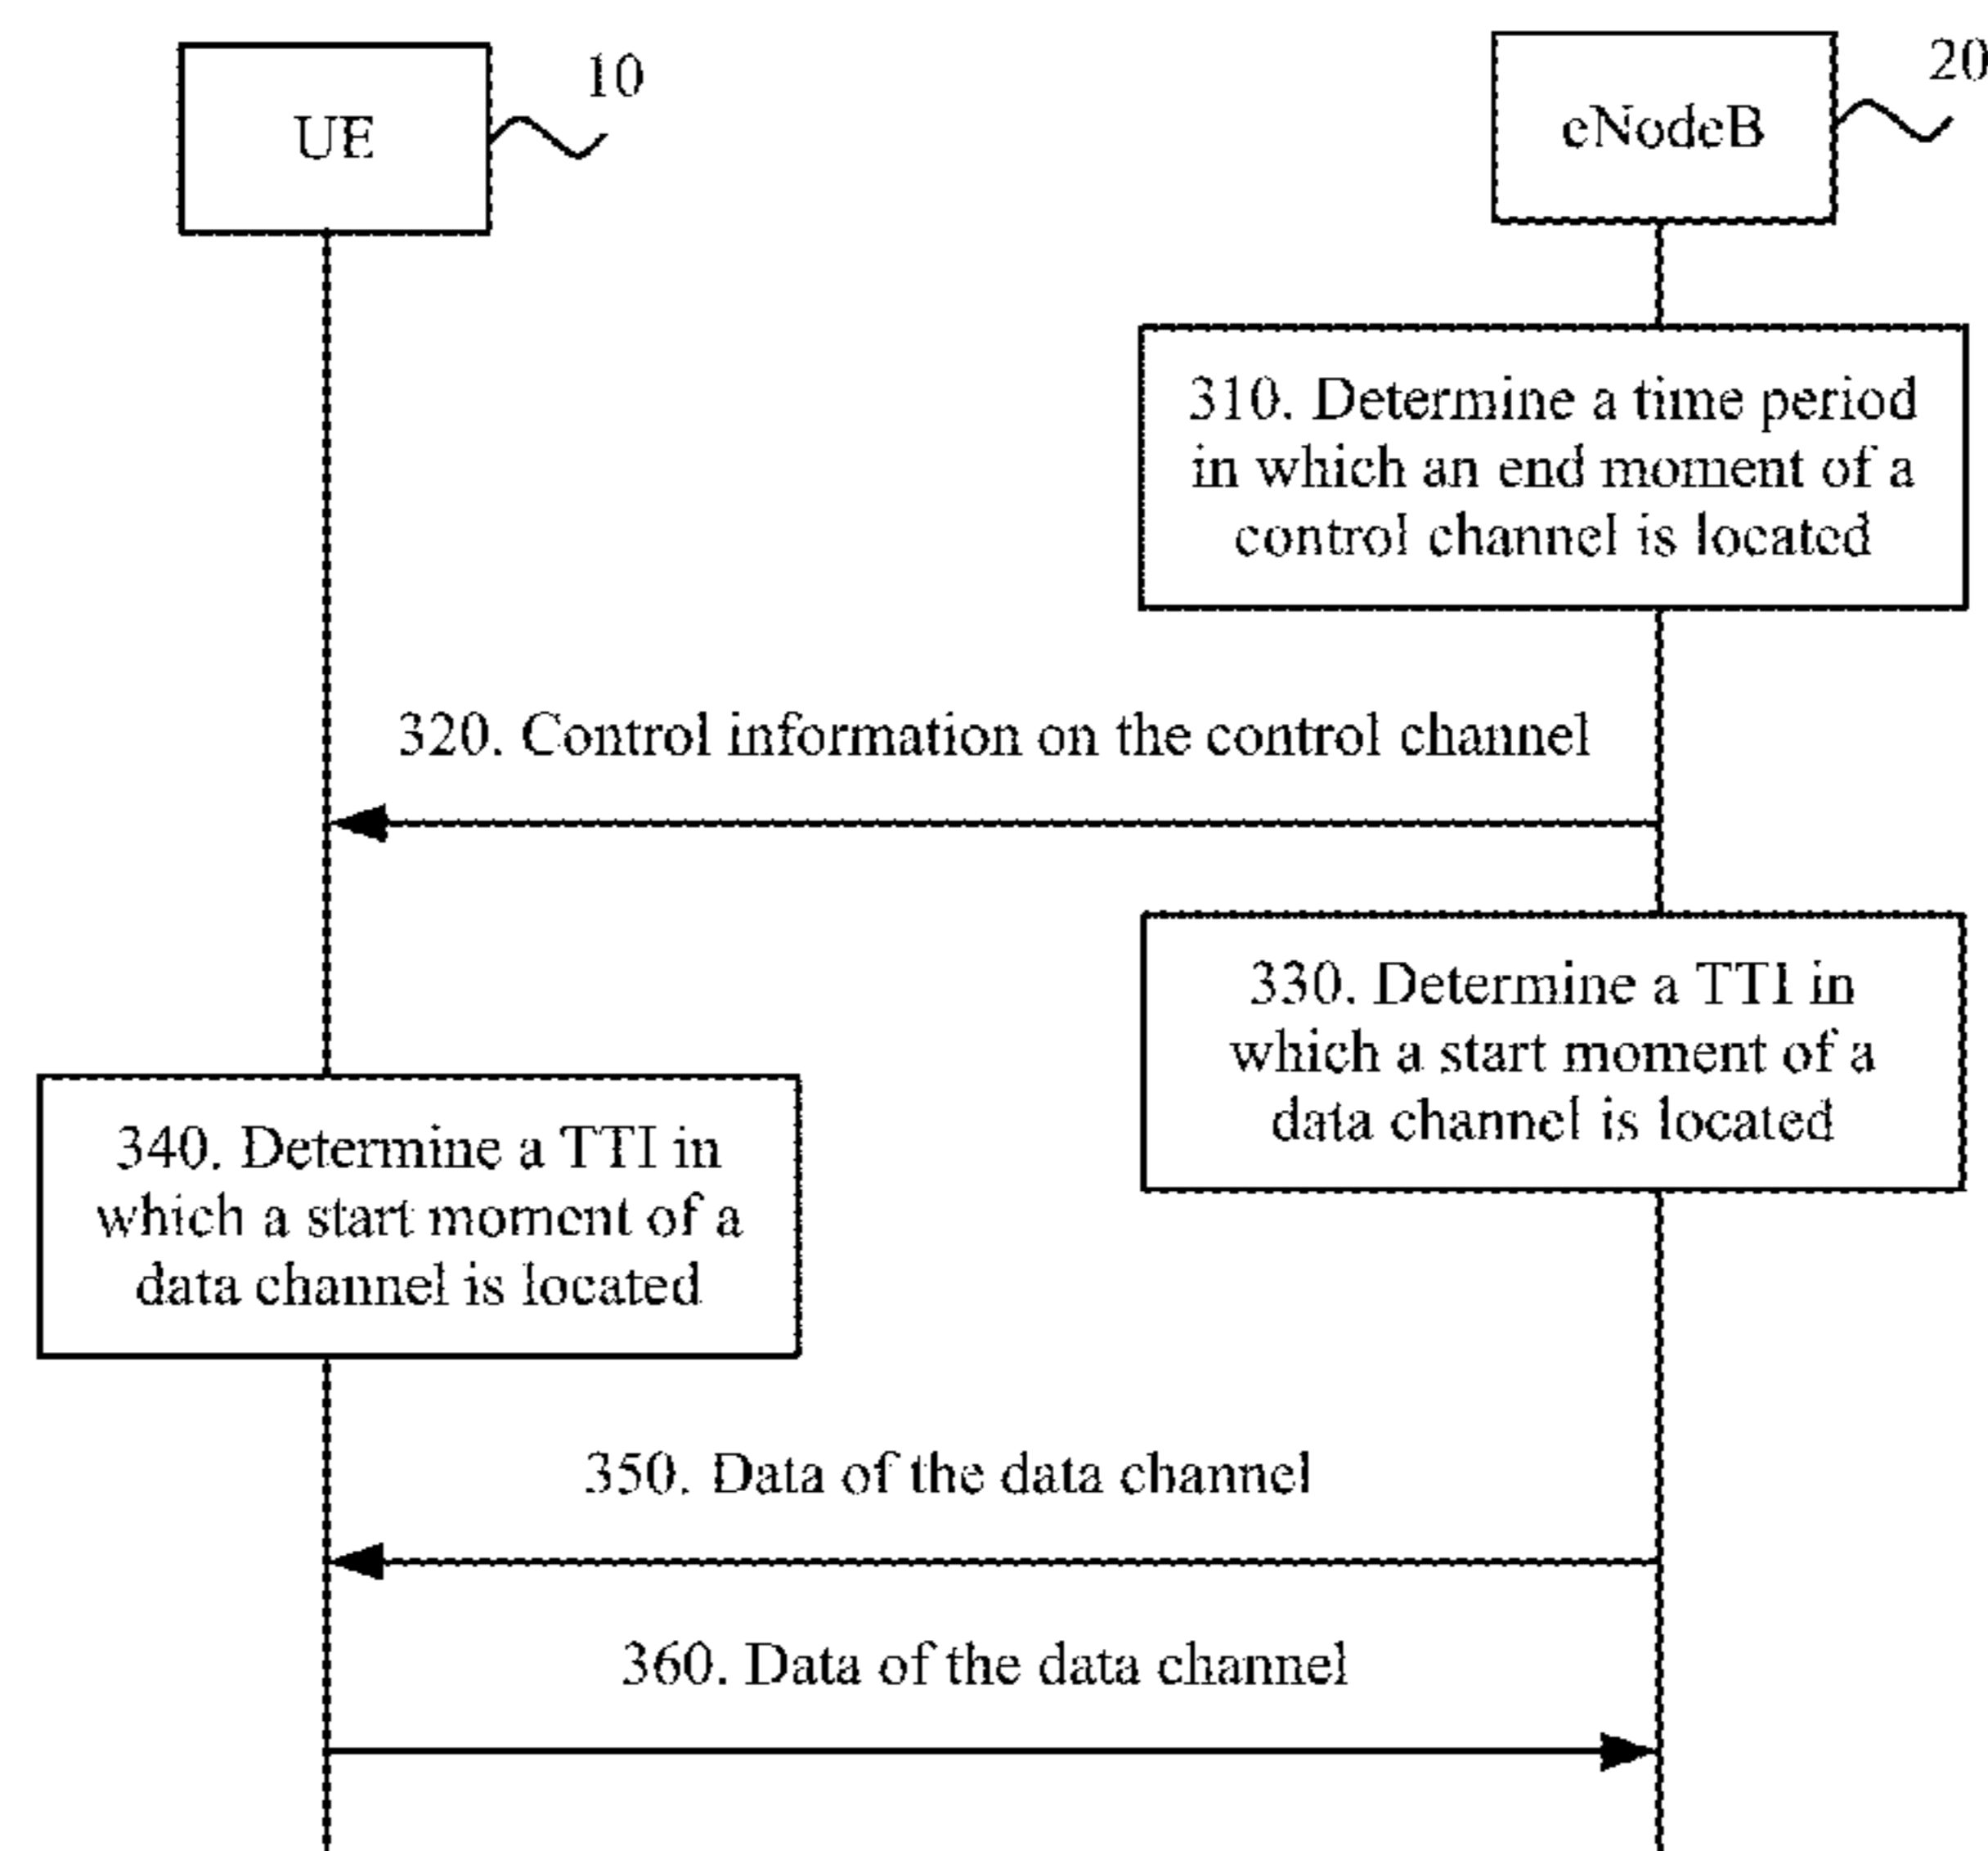 10
UE
20
eNodeB
310. Determine a time period
in which an end moment of a
control channel is located
320. Control information on the control channel
330. Determine a TTI in
which a start moment of a
data channel is located
340. Determine a TTI in
which a start moment of a
data channel is located
350. Data of the data channel
360. Data of the data channel